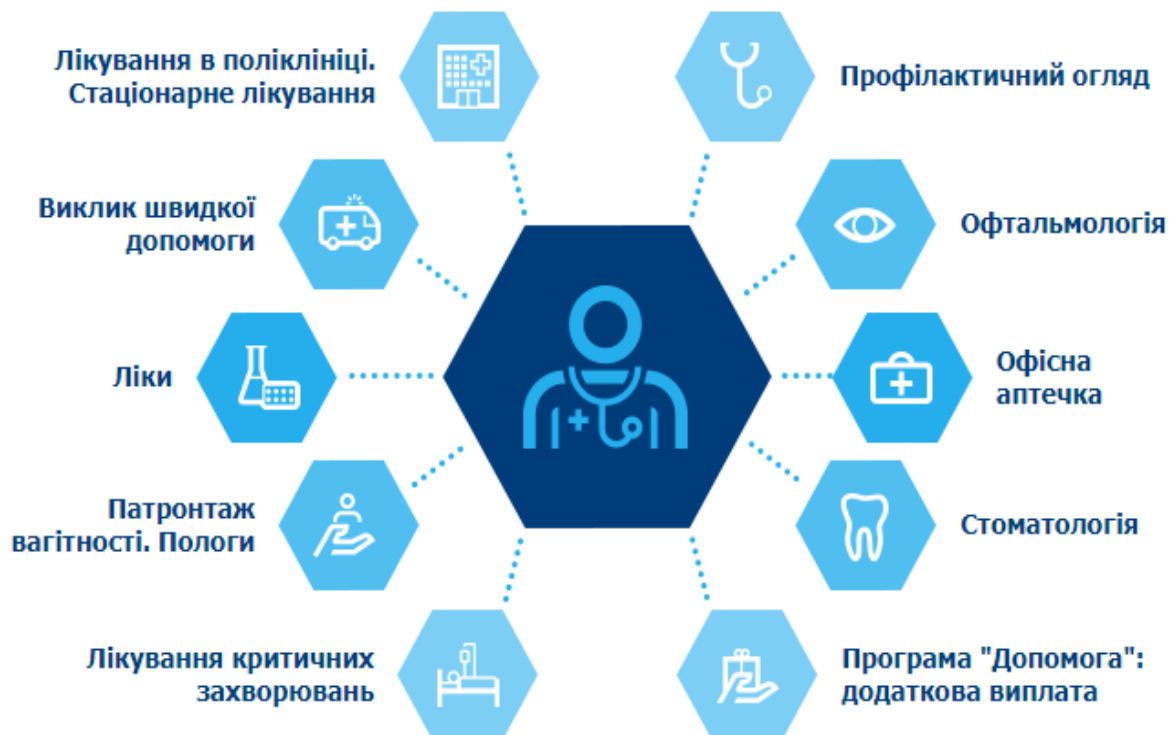 Лікування в поліклініці.
Стаціонарне лікування
Профілактичний огляд
Виклик швидкої
допомоги
Офтальмологія
Ліки
Офісна
аптечка
Патронтаж
вагітності. Пологи
Стоматологія
Лікування критичних
захворювань
Програма "Допомога":
додаткова виплата